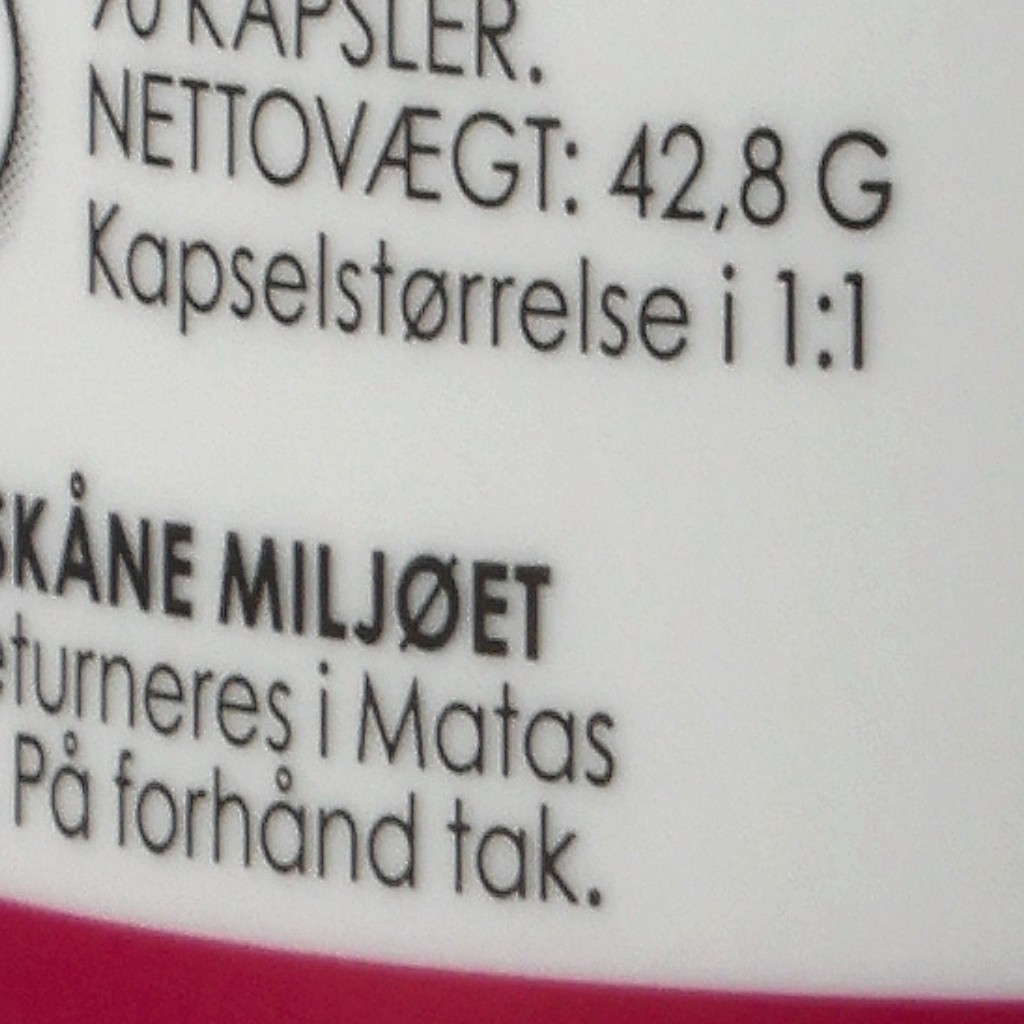 KAPSLER.
NETTOVÆGT: 42,8 G
Kapselstørrelse i 1:1
SKÅNE MILJØET
eturneres i Matas
På forhånd tak.